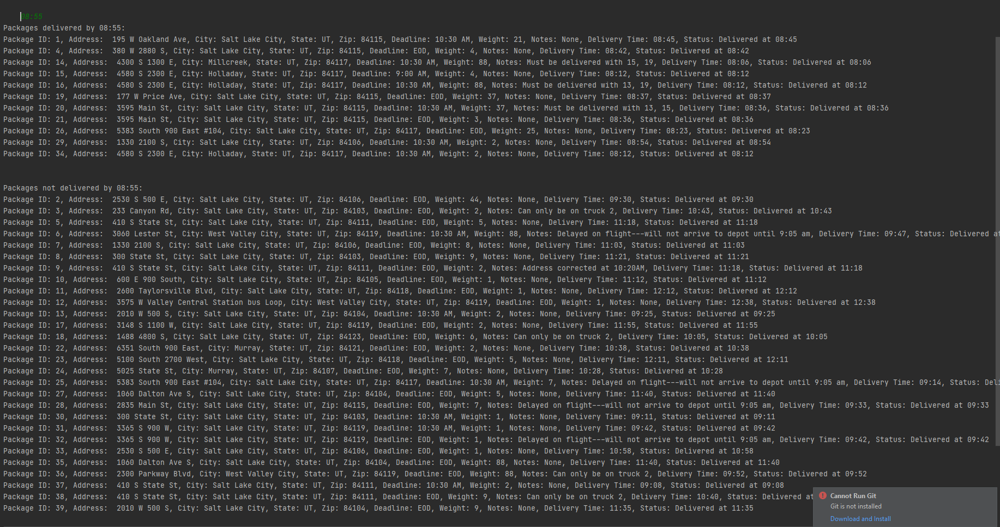 08:55
Packages delivered by 08:55:
Package ID: 1, Address:  195 W Oakland Ave, City: Salt Lake City, State: UT, Zip: 84115, Deadline: 10:30 AM, Weight: 21, Notes: None, Delivery Time: 08:45, Status: Delivered at 08:45
Package ID: 4, Address:  380 W 2880 S, City: Salt Lake City, State: UT, Zip: 84115, Deadline: EOD, Weight: 4, Notes: None, Delivery Time: 08:42, Status: Delivered at 08:42
Package ID: 14, Address:  4300 S 1300 E, City: Millcreek, State: UT, Zip: 84117, Deadline: 10:30 AM, Weight: 88, Notes: Must be delivered with 15, 19, Delivery Time: 08:06, Status: Delivered at 08:06
Package ID: 15, Address:  4580 S 2300 E, City: Holladay, State: UT, Zip: 84117, Deadline: 9:00 AM, Weight: 4, Notes: None, Delivery Time: 08:12, Status: Delivered at 08:12
Package ID: 16, Address:  4580 S 2300 E, City: Holladay, State: UT, Zip: 84117, Deadline: 10:30 AM, Weight: 88, Notes: Must be delivered with 13, 19, Delivery Time: 08:12, Status: Delivered at 08:12
Package ID: 19, Address:  177 W Price Ave, City: Salt Lake City, State: UT, Zip: 84115, Deadline: EOD, Weight: 37, Notes: None, Delivery Time: 08:37, Status: Delivered at 08:37
Package ID: 20, Address:  3595 Main St, City: Salt Lake City, State: UT, Zip: 84115, Deadline: 10:30 AM, Weight: 37, Notes: Must be delivered with 13, 15, Delivery Time: 08:36, Status: Delivered at 08:36
Package ID: 21, Address:  3595 Main St, City: Salt Lake City, State: UT, Zip: 84115, Deadline: EOD, Weight: 3, Notes: None, Delivery Time: 08:36, Status: Delivered at 08:36
Package ID: 26, Address:  5383 South 900 East #104, City: Salt Lake City, State: UT, Zip: 84117, Deadline: EOD, Weight: 25, Notes: None, Delivery Time: 08:23, Status: Delivered at 08:23
Package ID: 29, Address:  1330 2100 S, City: Salt Lake City, State: UT, Zip: 84106, Deadline: 10:30 AM, Weight: 2, Notes: None, Delivery Time: 08:54, Status: Delivered at 08:54
Package ID: 34, Address:  4580 S 2300 E, City: Holladay, State: UT, Zip: 84117, Deadline: 10:30 AM, Weight: 2, Notes: None, Delivery Time: 08:12, Status: Delivered at 08:12
Packages not delivered by 08:55:
Package ID: 2, Address:  2530 S 500 E, City: Salt Lake City, State: UT, Zip: 84106, Deadline: EOD, Weight: 44, Notes: None, Delivery Time: 09:30, Status: Delivered at 09:30
Package ID: 3, Address:  233 Canyon Rd, City: Salt Lake City, State: UT, Zip: 84103, Deadline: EOD, Weight: 2, Notes: Can only be on truck 2, Delivery Time: 10:43, Status: Delivered at 10:43
Package ID: 5, Address:  410 S State St, City: Salt Lake City, State: UT, Zip: 84111, Deadline: EOD, Weight: 5, Notes: None, Delivery Time: 11:18, Status: Delivered at 11:18
Package ID: 6, Address:  3060 Lester St, City: West Valley City, State: UT, Zip: 84119, Deadline: 10:30 AM, Weight: 88, Notes: Delayed on flight---will not arrive to depot until 9:05 am, Delivery Time: 09:47, Status: Delivered at
Package ID: 7, Address:  1330 2100 S, City: Salt Lake City, State: UT, Zip: 84106, Deadline: EOD, Weight: 8, Notes: None, Delivery Time: 11:03, Status: Delivered at 11:03
Package ID: 8, Address:  300 State St, City: Salt Lake City, State: UT, Zip: 84103, Deadline: EOD, Weight: 9, Notes: None, Delivery Time: 11:21, Status: Delivered at 11:21
Package ID: 9, Address:  410 S State St, City: Salt Lake City, State: UT, Zip: 84111, Deadline: EOD, Weight: 2, Notes: Address corrected at 10:20AM, Delivery Time: 11:18, Status: Delivered at 11:18
Package ID: 10, Address:  600 E 900 South, City: Salt Lake City, State: UT, Zip: 84105, Deadline: EOD, Weight: 1, Notes: None, Delivery Time: 11:12, Status: Delivered at 11:12
Package ID: 11, Address:  2600 Taylorsville Blvd, City: Salt Lake City, State: UT, Zip: 84118, Deadline: EOD, Weight: 1, Notes: None, Delivery Time: 12:12, Status: Delivered at 12:12
Package ID: 12, Address:  3575 W Valley Central Station bus Loop, City: West Valley City, State: UT, Zip: 84119, Deadline: EOD, Weight: 1, Notes: None, Delivery Time: 12:38, Status: Delivered at 12:38
Package ID: 13, Address:  2010 W 500 S, City: Salt Lake City, State: UT, Zip: 84104, Deadline: 10:30 AM, Weight: 2, Notes: None, Delivery Time: 09:25, Status: Delivered at 09:25
Package ID: 17, Address:  3148 S 1100 W, City: Salt Lake City, State: UT, Zip: 84119, Deadline: EOD, Weight: 2, Notes: None, Delivery Time: 11:55, Status: Delivered at 11:55
Package ID: 18, Address:  1488 4800 S, City: Salt Lake City, State: UT, Zip: 84123, Deadline: EOD, Weight: 6, Notes: Can only be on truck 2, Delivery Time: 10:05, Status: Delivered at 10:05
Package ID: 22, Address:  6351 South 900 East, City: Murray, State: UT, Zip: 84121, Deadline: EOD, Weight: 2, Notes: None, Delivery Time: 10:38, Status: Delivered at 10:38
Package ID: 23, Address:  5100 South 2700 West, City: Salt Lake City, State: UT, Zip: 84118, Deadline: EOD, Weight: 5, Notes: None, Delivery Time: 12:11, Status: Delivered at 12:11
Package ID: 24, Address:  5025 State St, City: Murray, State: UT, Zip: 84107, Deadline: EOD, Weight: 7, Notes: None, Delivery Time: 10:28, Status: Delivered at 10:28
Package ID: 25, Address:  5383 South 900 East #104, City: Salt Lake City, State: UT, Zip: 84117, Deadline: 10:30 AM, Weight: 7, Notes: Delayed on flight---will not arrive to depot until 9:05 am, Delivery Time: 09:14, Status: Deli
Package ID: 27, Address:  1060 Dalton Ave S, City: Salt Lake City, State: UT, Zip: 84104, Deadline: EOD, Weight: 5, Notes: None, Delivery Time: 11:40, Status: Delivered at 11:40
Package ID: 28, Address:  2835 Main St, City: Salt Lake City, State: UT, Zip: 84115, Deadline: EOD, Weight: 7, Notes: Delayed on flight---will not arrive to depot until 9:05 am, Delivery Time: 09:33, Status: Delivered at 09:33
Package ID: 30, Address:  300 State St, City: Salt Lake City, State: UT, Zip: 84103, Deadline: 10:30 AM, Weight: 1, Notes: None, Delivery Time: 09:11, Status: Delivered at 09:11
Package ID: 31, Address:  3365 S 900 W, City: Salt Lake City, State: UT, Zip: 84119, Deadline: 10:30 AM, Weight: 1, Notes: None, Delivery Time: 09:42, Status: Delivered at 09:42
Package ID: 32, Address:  3365 S 900 W, City: Salt Lake City, State: UT, Zip: 84119, Deadline: EOD, Weight: 1, Notes: Delayed on flight---will not arrive to depot until 9:05 am, Delivery Time: 09:42, Status: Delivered at 09:42
Package ID: 33, Address:  2530 S 500 E, City: Salt Lake City, State: UT, Zip: 84106, Deadline: EOD, Weight: 1, Notes: None, Delivery Time: 10:58, Status: Delivered at 10:58
Package ID: 35, Address:  1060 Dalton Ave S, City: Salt Lake City, State: UT, Zip: 84104, Deadline: EOD, Weight: 88, Notes: None, Delivery Time: 11:40, Status: Delivered at 11:40
Package ID: 36, Address:  2300 Parkway Blvd, City: West Valley City, State: UT, Zip: 84119, Deadline: EOD, Weight: 88, Notes: Can only be on truck 2, Delivery Time: 09:52, Status: Delivered at 09:52
Package ID: 37, Address:  410 S State St, City: Salt Lake City, State: UT, Zip: 84111, Deadline: 10:30 AM, Weight: 2, Notes: None, Delivery Time: 09:08, Status: Delivered at 09:08
Package ID: 38, Address:  410 S State St, City: Salt Lake City, State: UT, Zip: 84111, Deadline: EOD, Weight: 9, Notes: Can only be on truck 2, Delivery Time: 10:40, Status: Delivered at
Package ID: 39, Address:  2010 W 500 S, City: Salt Lake City, State: UT, Zip: 84104, Deadline: EOD, Weight: 9, Notes: None, Delivery Time: 11:35, Status: Delivered at 11:35
Cannot Run Git
Git is not installed
Download and Install